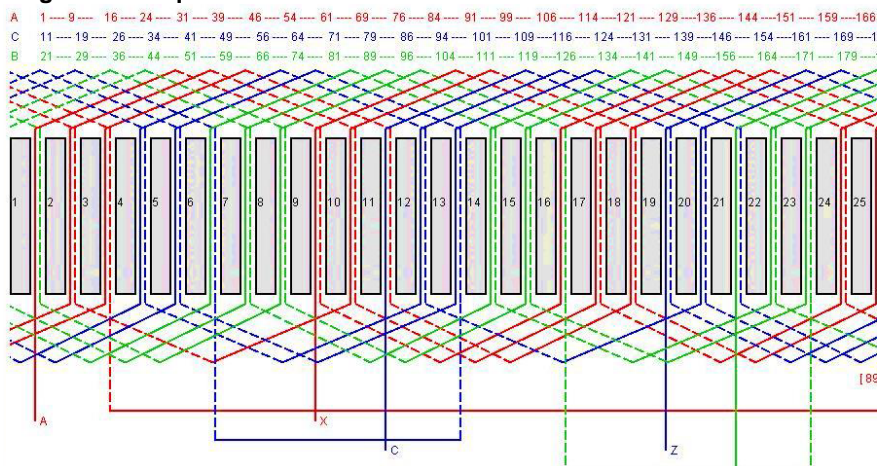 A 1 ---- 9 ---- 16 ---- 24 ---- 31 ---- 39 ---- 46 ---- 54 ---- 61 ---- 69 ---- 76 ---- 84 ---- 91 ---- 99 ---- 106 ---- 114 ---- 121 ---- 129 ---- 136 ---- 144 ---- 151 ---- 159 ---- 166
C 11 ---- 19 ---- 26 ---- 34 ---- 41 ---- 49 ---- 56 ---- 64 ---- 71 ---- 79 ---- 86 ---- 94 ---- 101 ---- 109 ---- 116 ---- 124 ---- 131 ---- 139 ---- 146 ---- 154 ---- 161 ---- 169 ----
B 21 ---- 29 ---- 36 ---- 44 ---- 51 ---- 59 ---- 66 ---- 74 ---- 81 ---- 89 ---- 96 ---- 104 ---- 111 ---- 119 ---- 126 ---- 134 ---- 141 ---- 149 ---- 156 ---- 164 ---- 171 ---- 179 ----
1 2 3 4 5 6 7 8 9 10 11 12 13 14 15 16 17 18 19 20 21 22 23 24 25
[89
A X
C Z